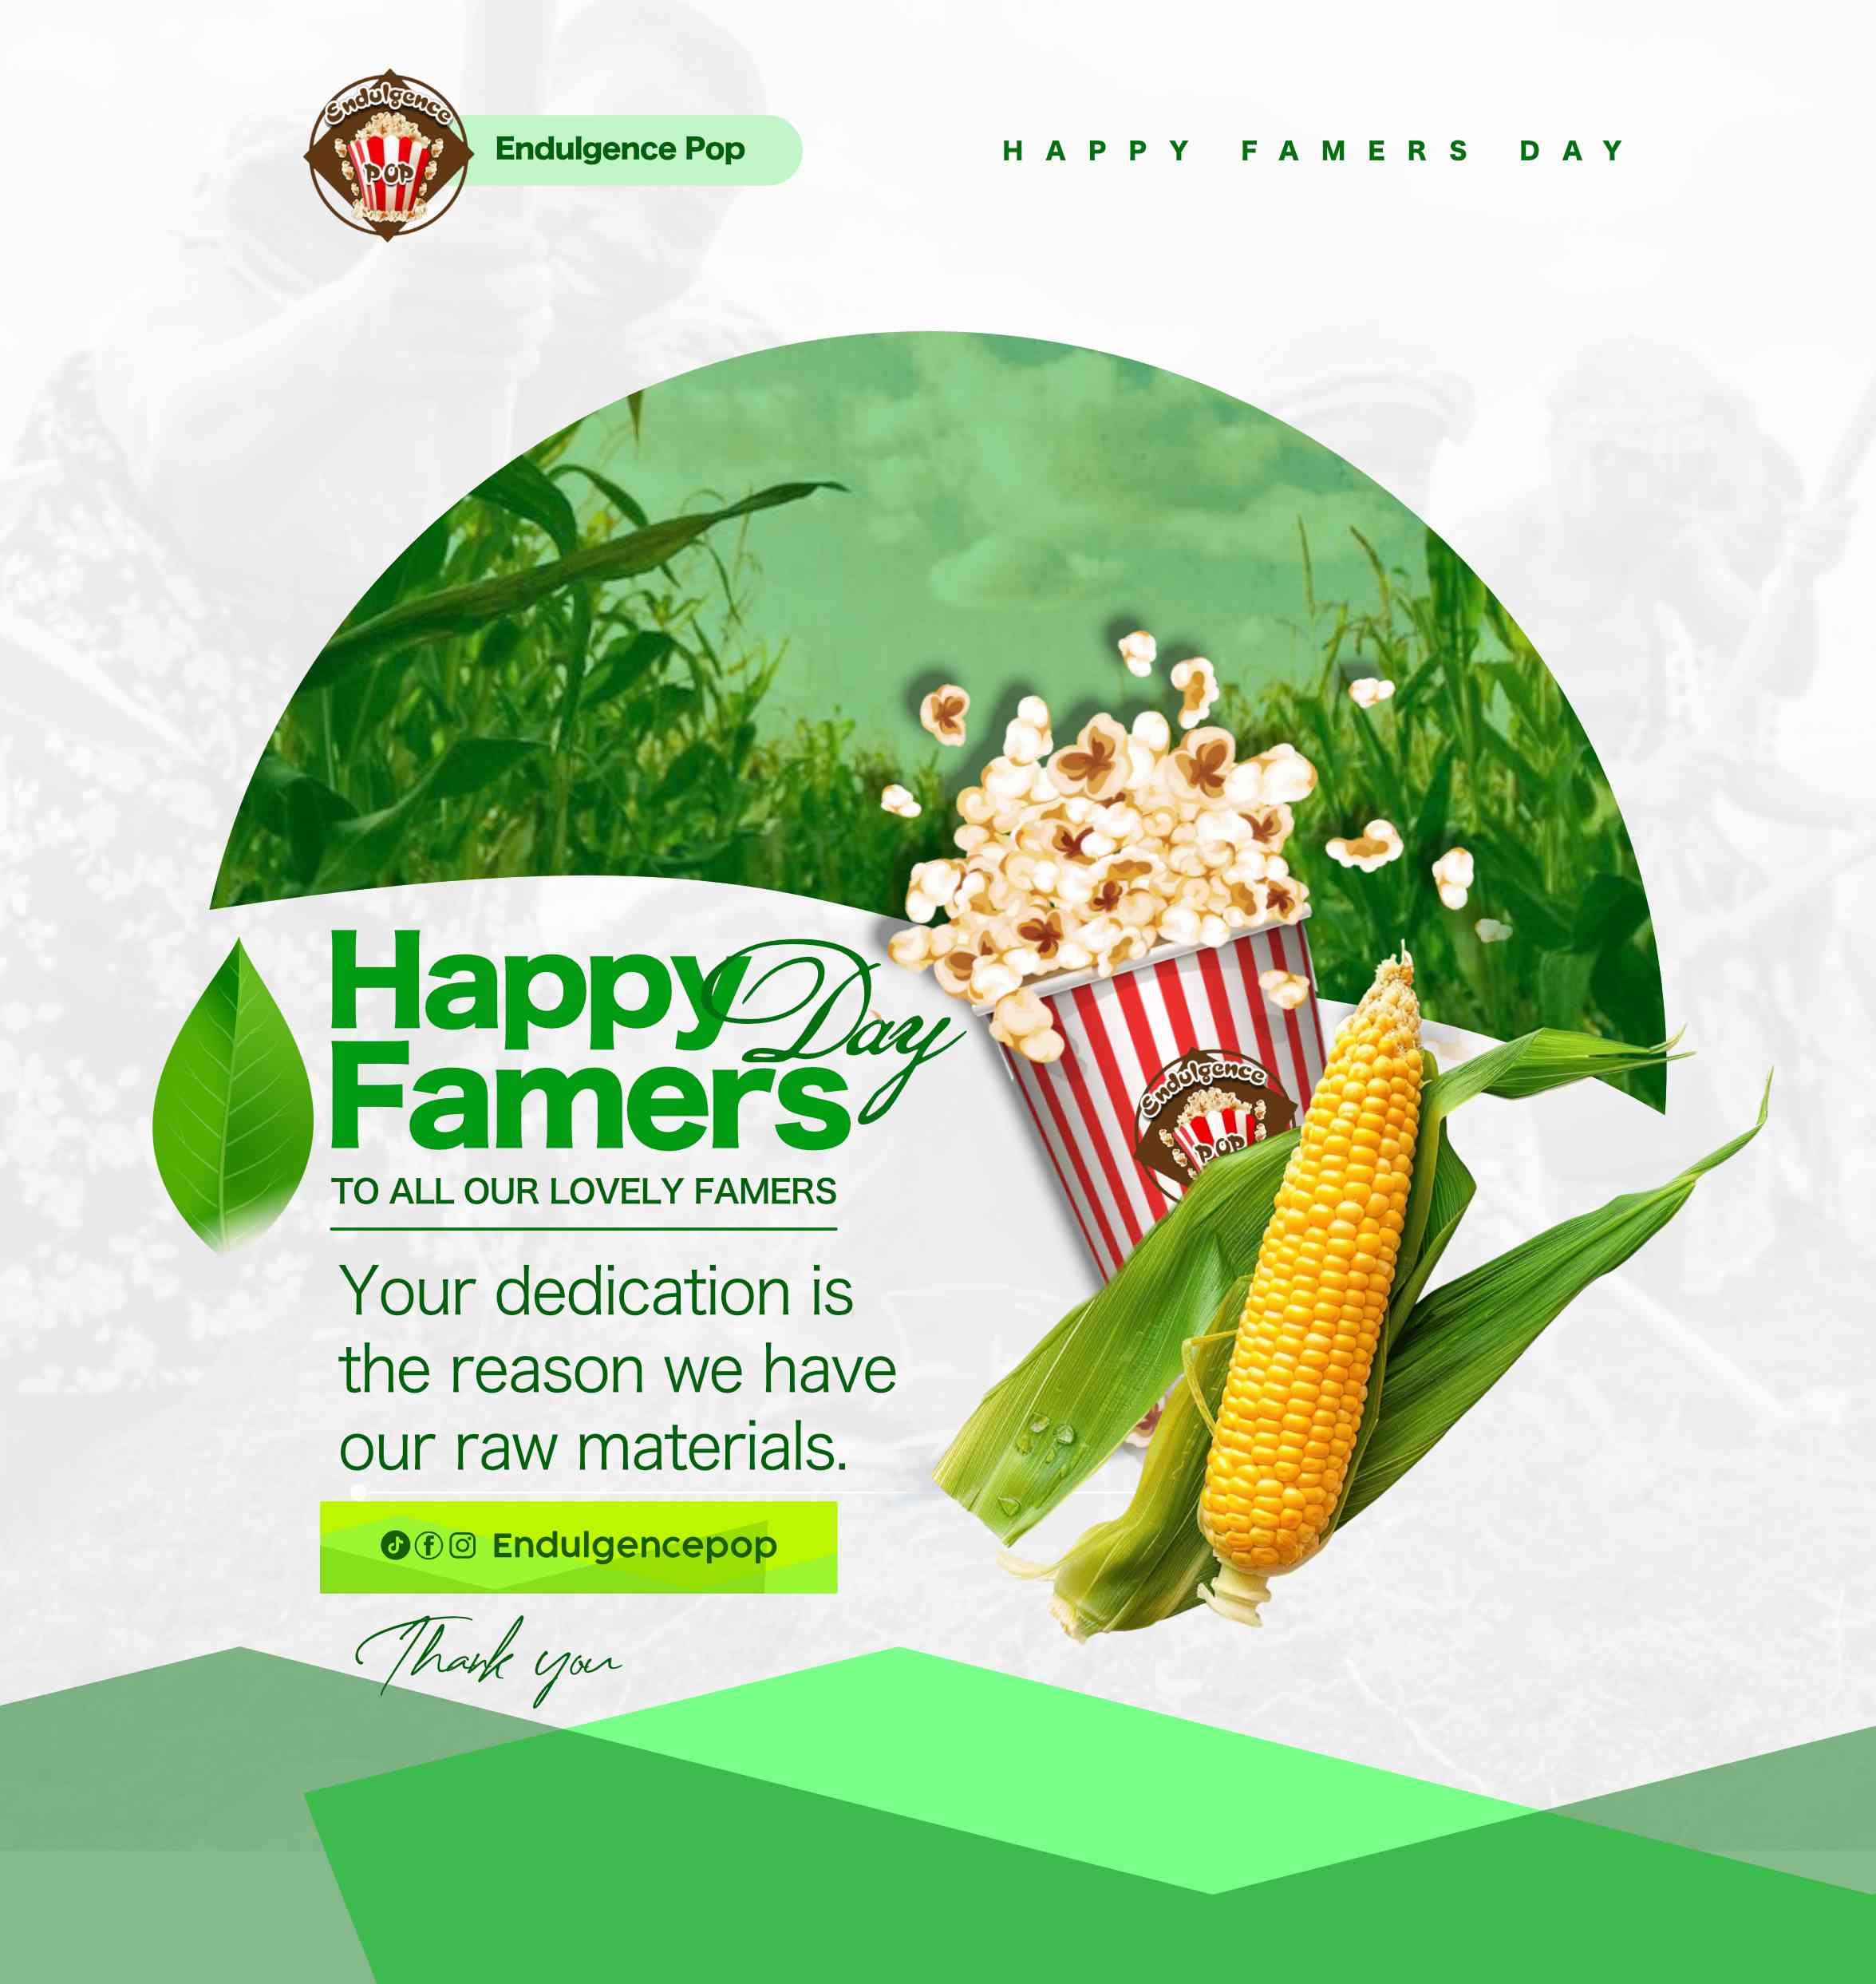 Endulgence
POP
Endulgence Pop
HAPPY FAMERS DAY
Happy Day
Famers
TO ALL OUR LOVELY FAMERS
Your dedication is
the reason we have
our raw materials.
Endulgencepop
Thank you
Endulgence
POP